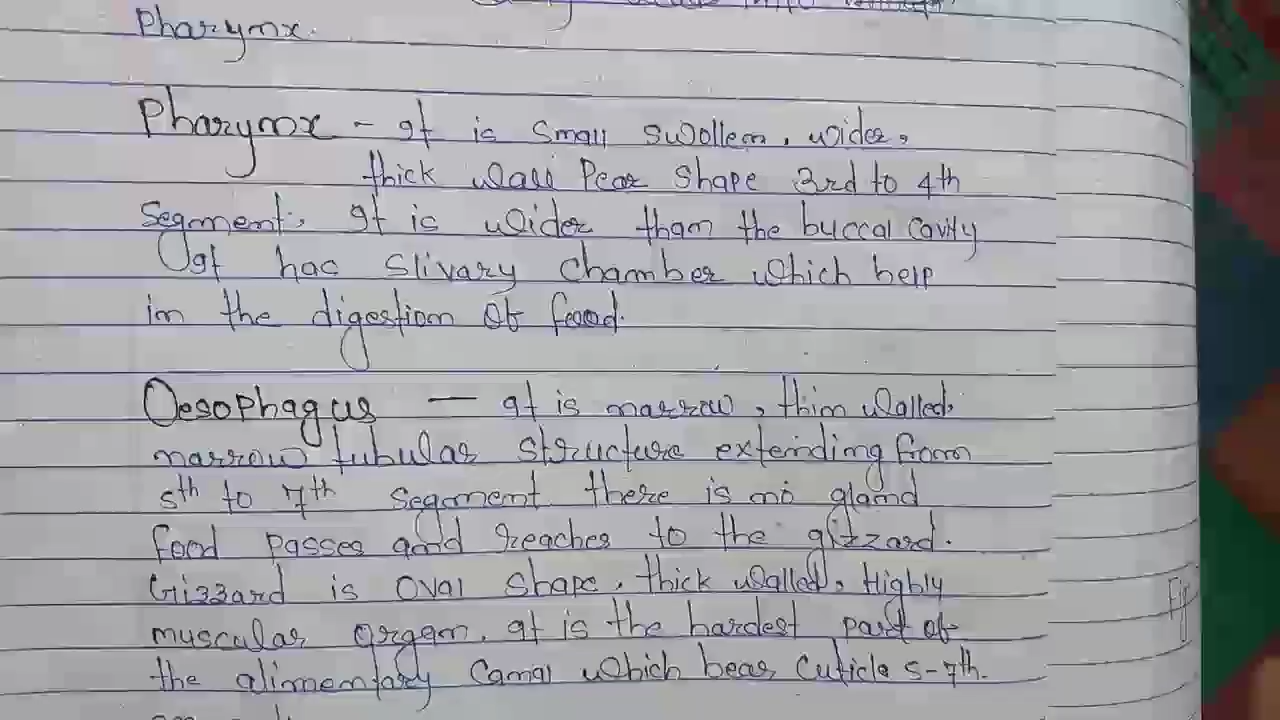 Pharynx.
Pharynx - It is small swollen, wider,
thick wall Pear shape 3rd to 4th
Segment, It is wider than the buccal cavity
It has Slivary chamber which help
in the digestion of food.
Oesophagus — It is narrow, thin walled,
narrow tubular structure extending from
5th to 7th segment there is no gland
food passes and reaches to the gizzard.
Gizzard is oval shape, thick walled, Highly
muscular organ. It is the hardest part of
the alimentary canal which bear cuticle 5-7th.